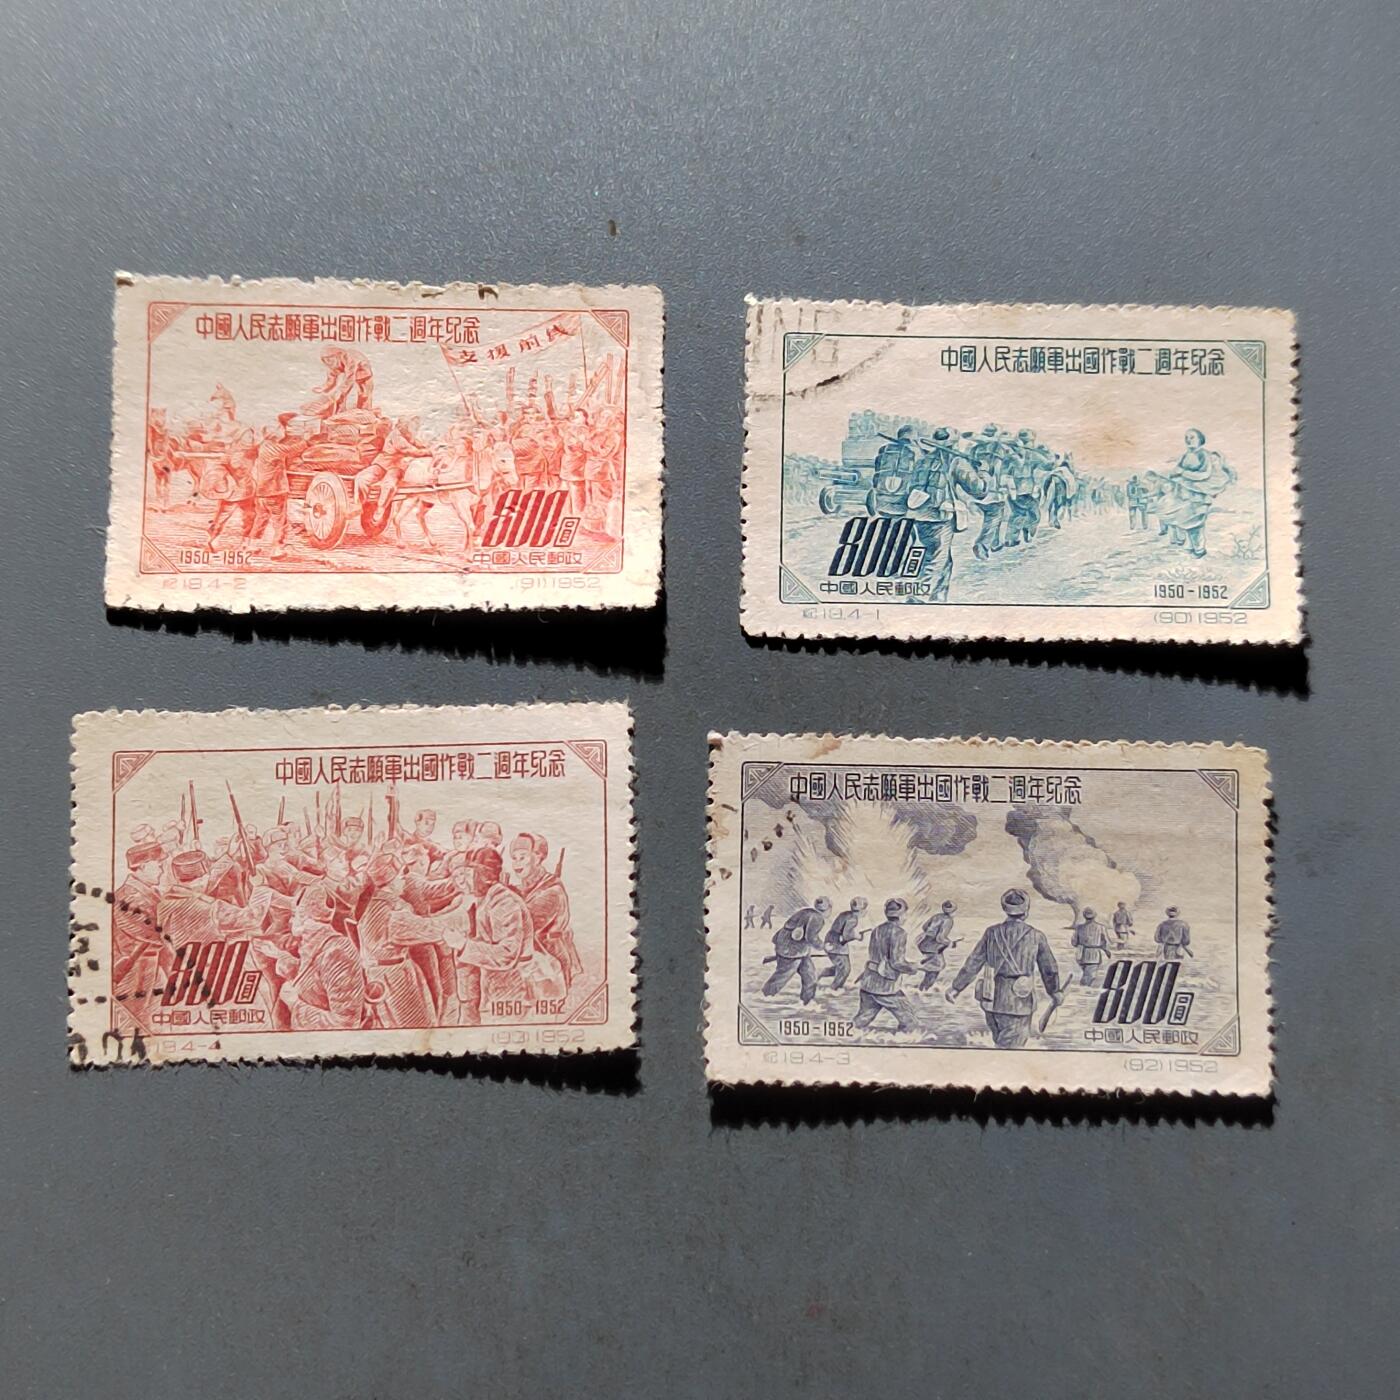 中國人民志願軍出國作戰二週年紀念
支援前线
800圓
1950-1952
中國人民郵政
紀19.4-2
(91)1952
中國人民志願軍出國作戰二週年紀念
800圓
中國人民郵政
1950-1952
紀19.4-1
(90)1952
中國人民志願軍出國作戰二週年紀念
800圓
1950-1952
中國人民郵政
19.4-4
(93)1952
中國人民志願軍出國作戰二週年紀念
800圓
1950-1952
中國人民郵政
紀19.4-3
(92)1952